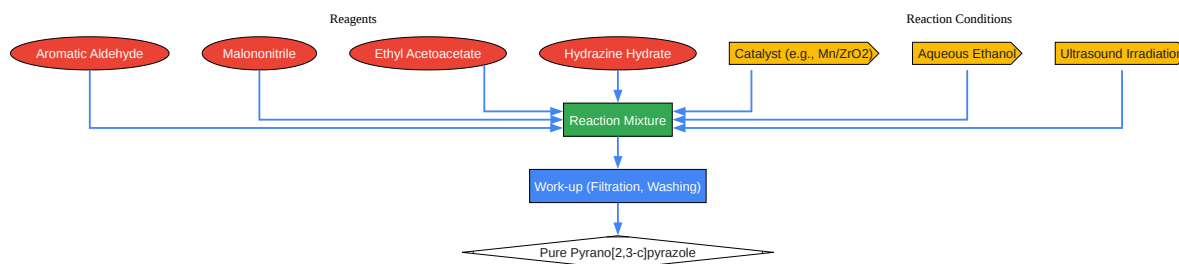 Reagents
Reaction Conditions
Aromatic Aldehyde
Malononitrile
Ethyl Acetoacetate
Hydrazine Hydrate
Catalyst (e.g., Mn/ZrO2)
Aqueous Ethanol
Ultrasound Irradiation
Reaction Mixture
Work-up (Filtration, Washing)
Pure Pyrano[2,3-c]pyrazole